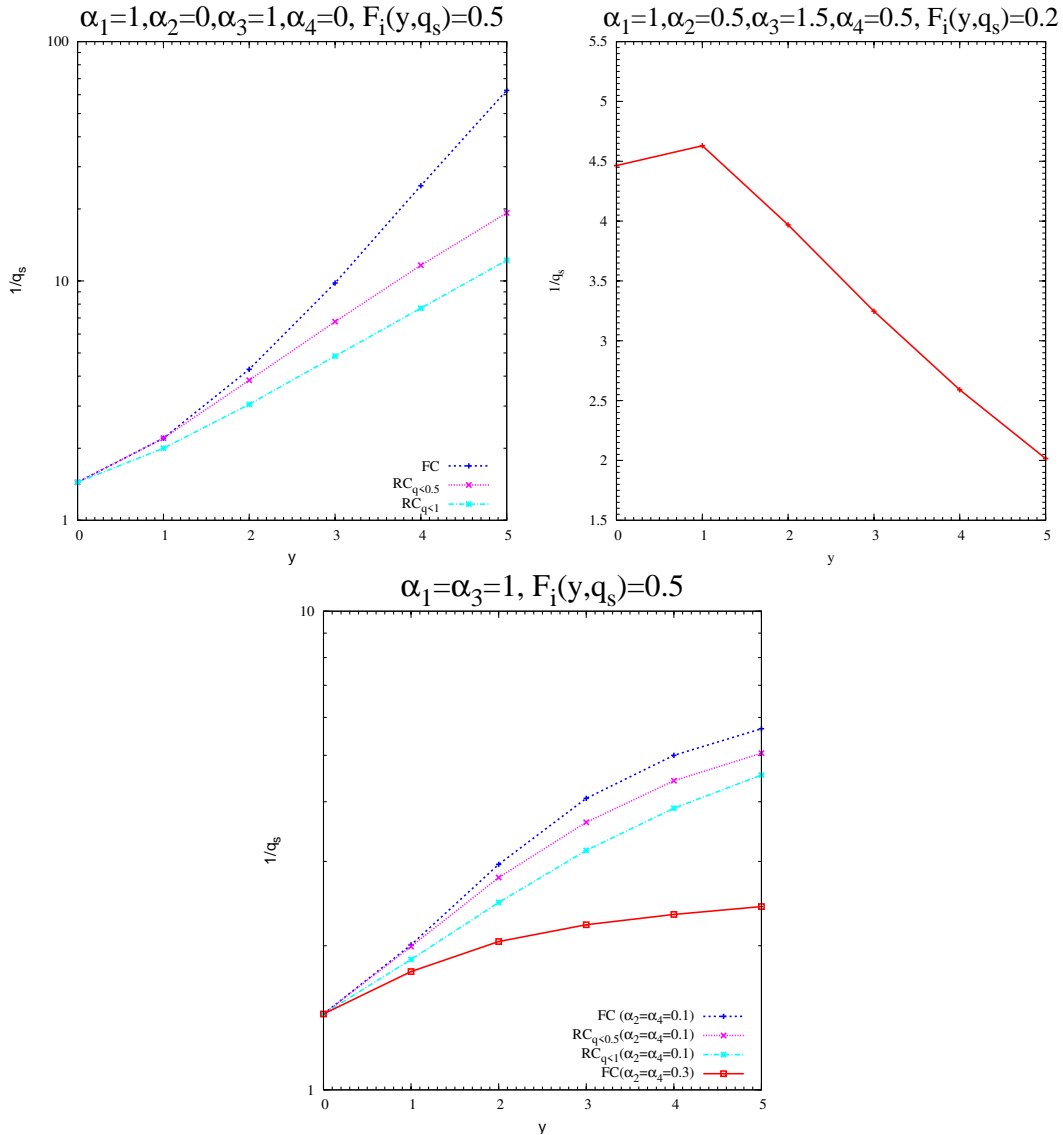 α₁=1,α₂=0,α₃=1,α₄=0, Fᵢ(y,qₛ)=0.5
100
10
1
1/qₛ
0 1 2 3 4 5
y
FC
RC_q<0.5
RC_q<1
α₁=1,α₂=0.5,α₃=1.5,α₄=0.5, Fᵢ(y,qₛ)=0.2
5.5
5
4.5
4
3.5
3
2.5
2
1.5
1/qₛ
0 1 2 3 4 5
y
α₁=α₃=1, Fᵢ(y,qₛ)=0.5
10
1
1/qₛ
0 1 2 3 4 5
y
FC (α₂=α₄=0.1)
RC_q<0.5(α₂=α₄=0.1)
RC_q<1(α₂=α₄=0.1)
FC(α₂=α₄=0.3)